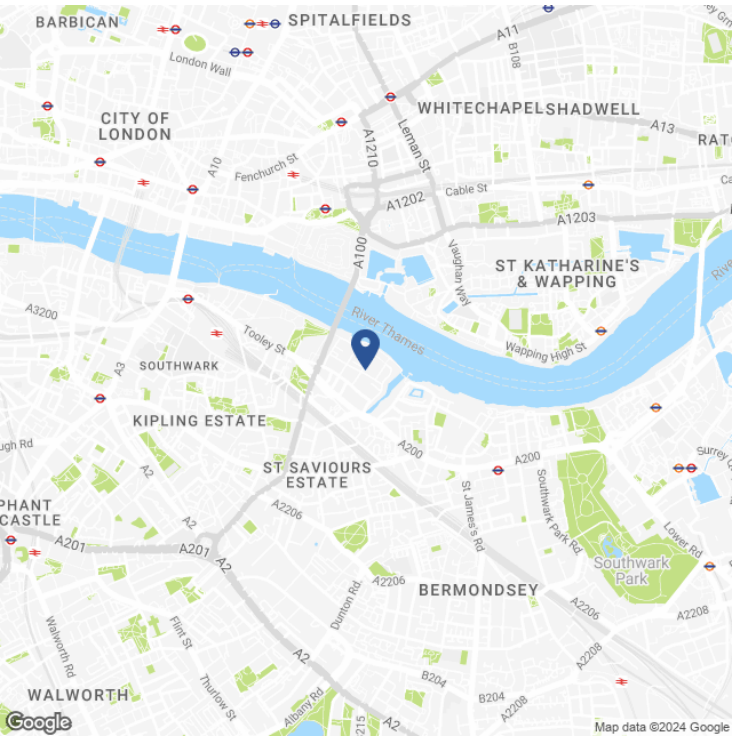 BARBICAN
SPITALFIELDS
A11
London Wall
B108
WHITECHAPEL
SHADWELL
CITY OF
LONDON
A10
A1210
Leman St
A13
Fenchurch St
A1202
Cable St
A1203
A100
Vaughan Way
ST KATHARINE'S
& WAPPING
River Thames
Wapping High St
A3200
Tooley St
SOUTHWARK
A3
KIPLING ESTATE
A200
A200
ST SAVIOURS
ESTATE
A2
A2
A2206
St James's Rd
Southwark Park Rd
Lower Rd
A201
A201
A2
Southwark
Park
A2206
BERMONDSEY
A2206
A2208
Dunton Rd.
Flint St
Walworth Rd
Thurlow St
A2
A2208
B204
B204
WALWORTH
Albany Rd
A2208
A2
Google
Map data ©2024 Google